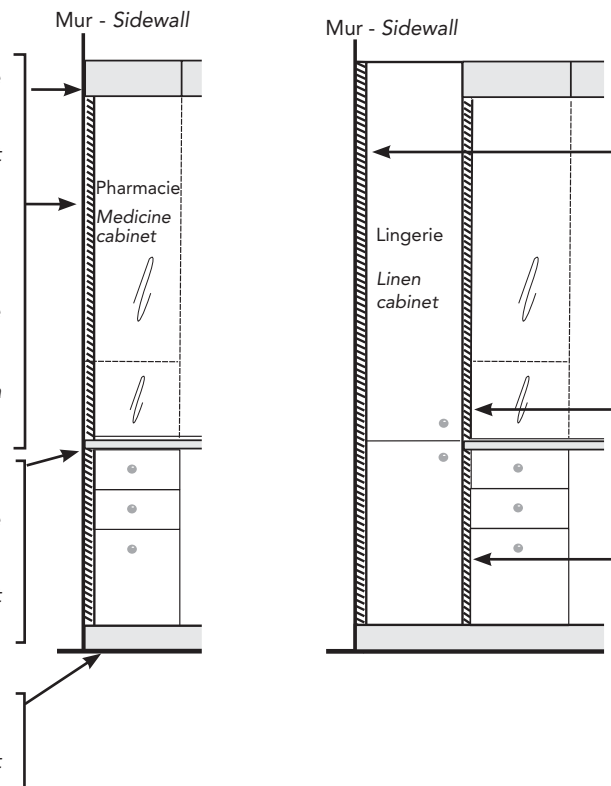 Mur - Sidewall
Pharmacie
Medicine
cabinet
Mur - Sidewall
Lingerie
Linen
cabinet